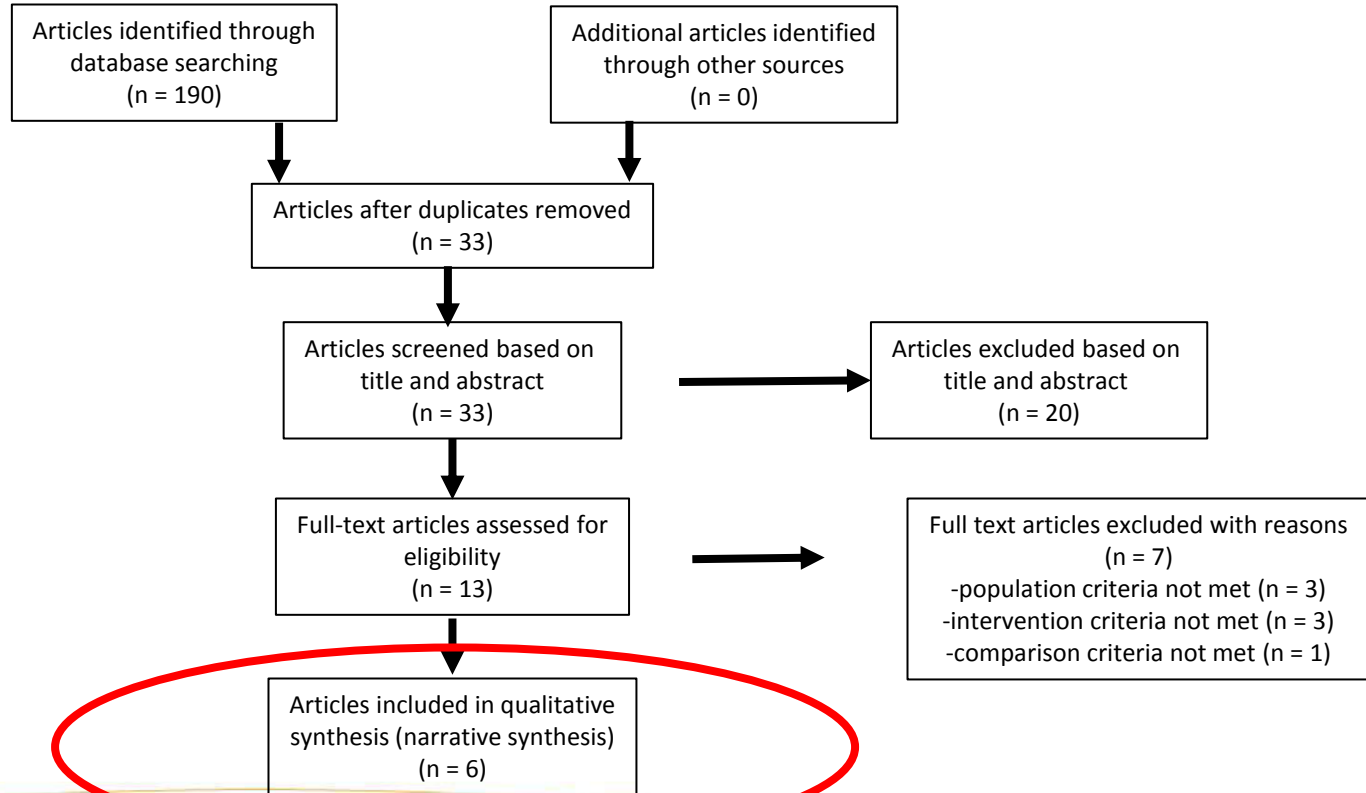 Articles identified through
database searching
(n = 190)
Additional articles identified
through other sources
(n = 0)
Articles after duplicates removed
(n = 33)
Articles screened based on
title and abstract
(n = 33)
Articles excluded based on
title and abstract
(n = 20)
Full-text articles assessed for
eligibility
(n = 13)
Full text articles excluded with reasons
(n = 7)
-population criteria not met (n = 3)
-intervention criteria not met (n = 3)
-comparison criteria not met (n = 1)
Articles included in qualitative
synthesis (narrative synthesis)
(n = 6)